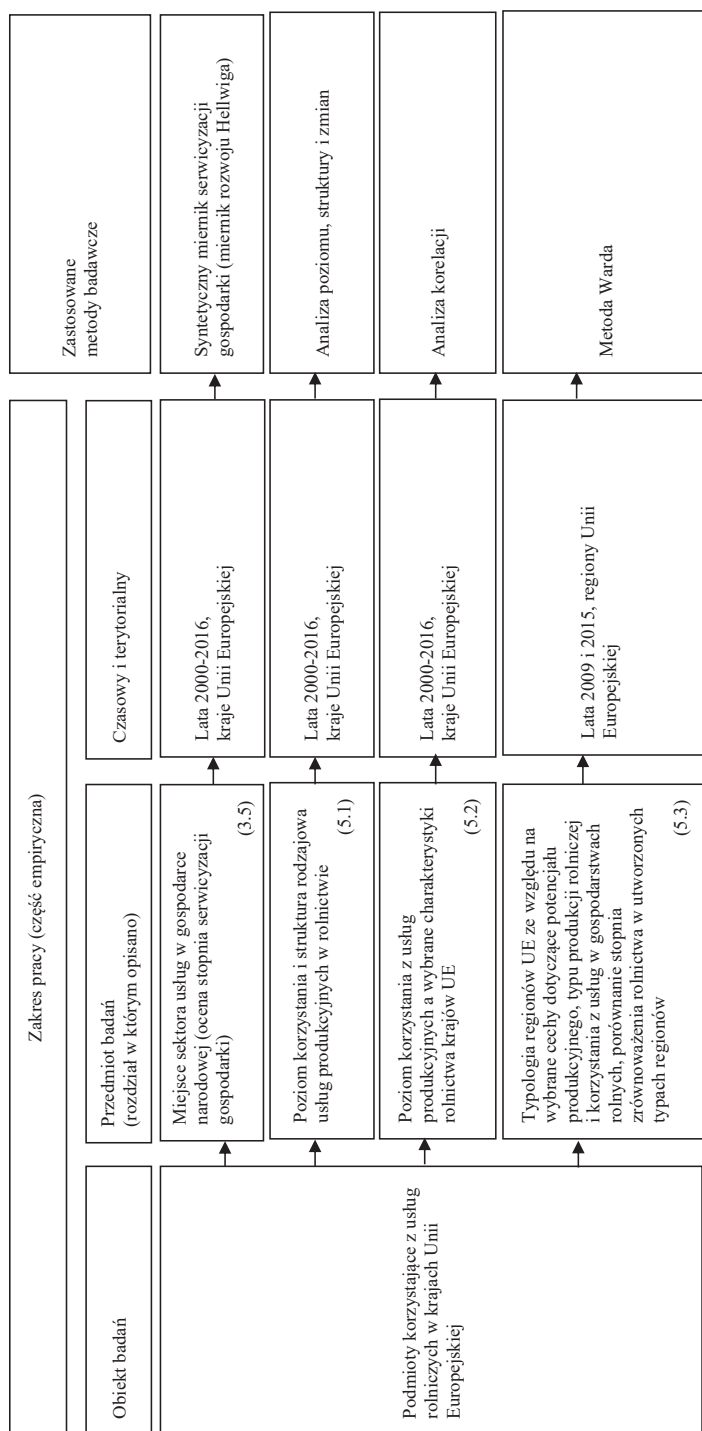 Zakres pracy (część empiryczna)
Zastosowane
metody badawcze
Obiekt badań
Przedmiot badań
(rozdział w którym opisano)
Czasowy i terytorialny
Podmioty korzystające z usług
rolniczych w krajach Unii
Europejskiej
Miejsce sektora usług w gospodarce
narodowej (ocena stopnia serwicyzacji
gospodarki)
(3.5)
Lata 2000-2016,
kraje Unii Europejskiej
Syntetyczny miernik serwicyzacji
gospodarki (miernik rozwoju Hellwiga)
Poziom korzystania i struktura rodzajowa
usług produkcyjnych w rolnictwie
(5.1)
Lata 2000-2016,
kraje Unii Europejskiej
Analiza poziomu, struktury i zmian
Poziom korzystania z usług
produkcyjnych a wybrane charakterystyki
rolnictwa krajów UE
(5.2)
Lata 2000-2016,
kraje Unii Europejskiej
Analiza korelacji
Typologia regionów UE ze względu na
wybrane cechy dotyczące potencjału
produkcyjnego, typu produkcji rolniczej
i korzystania z usług w gospodarstwach
rolnych, porównanie stopnia
zrównoważenia rolnictwa w utworzonych
typach regionów
(5.3)
Lata 2009 i 2015, regiony Unii
Europejskiej
Metoda Warda